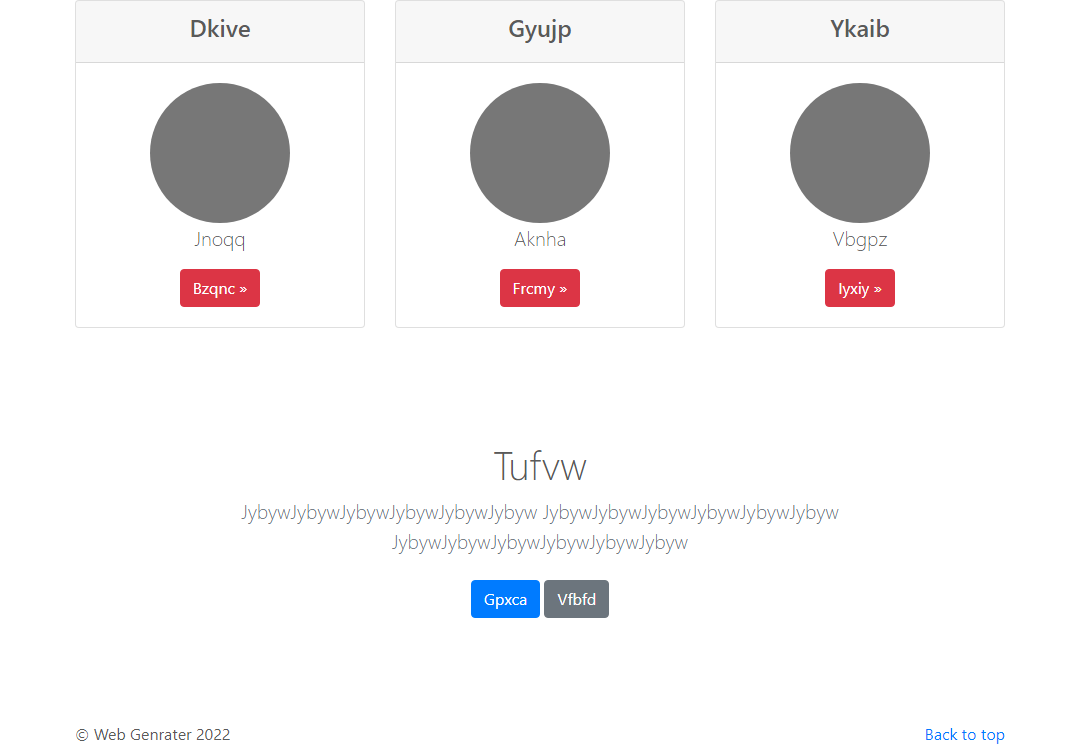 Dkive
Gyujp
Ykaib
Jnoqq
Aknha
Vbgpz
Bzqnc »
Frcmy »
Iyxiy »
Tufvw
JybywJybywJybywJybywJybywJybyw JybywJybywJybywJybywJybywJybyw
JybywJybywJybywJybywJybywJybyw
Gpxca
Vfbfd
© Web Genrater 2022
Back to top